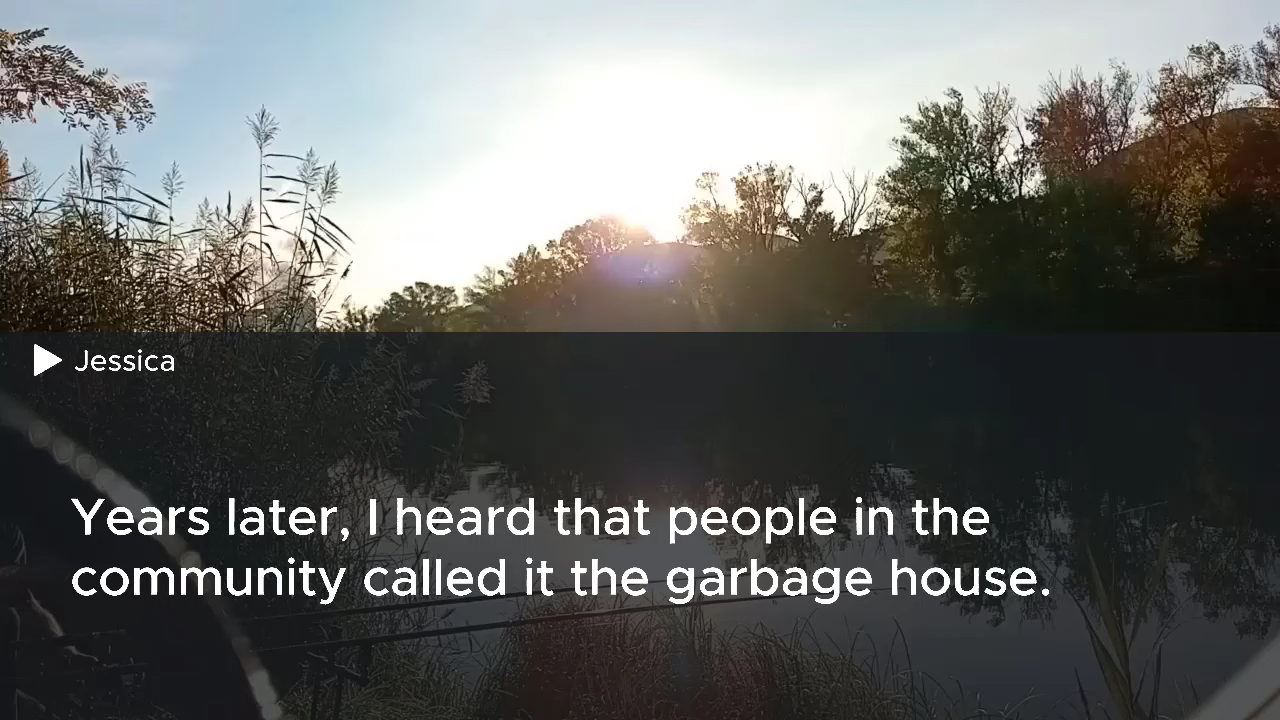 Jessica
Years later, I heard that people in the
community called it the garbage house.